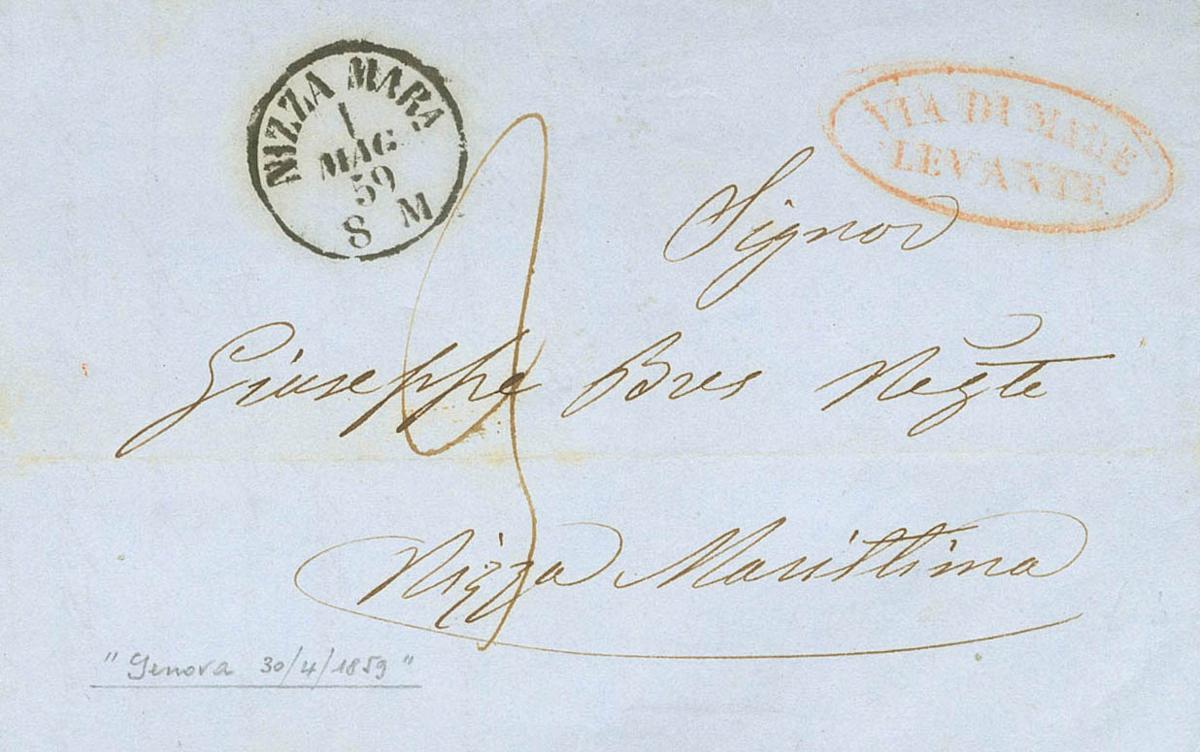 NIZZA MARA
1
MAG
59
8 M
VIA DI MARE
LEVANTE
Signor
Giuseppe Bres Negte
Nizza Marittima
"Genova 30/4/1859"